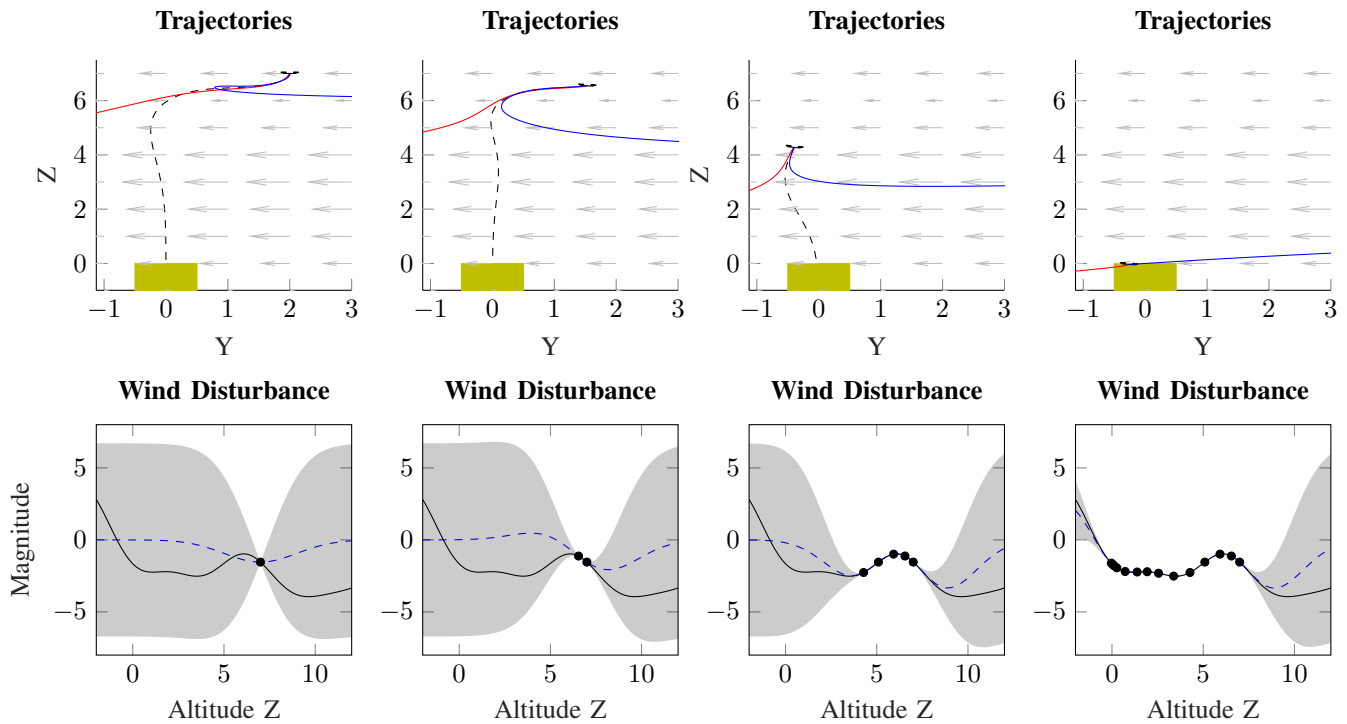 Trajectories Trajectories Trajectories Trajectories
6 6 6 6
4 4 4 4
Z Z
2 2 2 2
0 0 0 0
−1 0 1 2 3 −1 0 1 2 3 −1 0 1 2 3 −1 0 1 2 3
Y Y Y Y
Wind Disturbance Wind Disturbance Wind Disturbance Wind Disturbance
5 5 5 5
Magnitude
0 0 0 0
−5 −5 −5 −5
0 5 10 0 5 10 0 5 10 0 5 10
Altitude Z Altitude Z Altitude Z Altitude Z